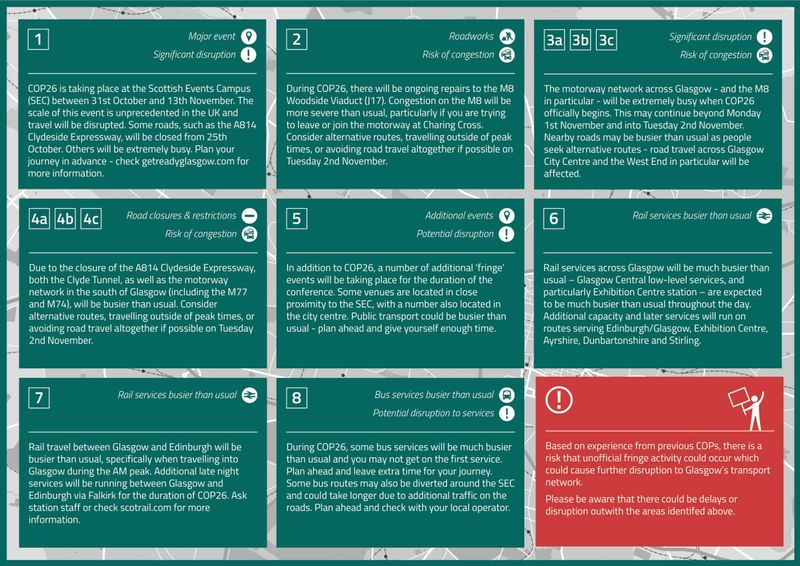 1
Major event
Significant disruption
COP26 is taking place at the Scottish Events Campus
(SEC) between 31st October and 13th November. The
scale of this event is unprecedented in the UK and
travel will be disrupted. Some roads, such as the A814
Clydeside Expressway, will be closed from 25th
October. Others will be extremely busy. Plan your
journey in advance - check getreadyglasgow.com for
more information.
2
Roadworks
Risk of congestion
During COP26, there will be ongoing repairs to the M8
Woodside Viaduct (J17). Congestion on the M8 will be
more severe than usual, particularly if you are trying
to leave or join the motorway at Charing Cross.
Consider alternative routes, travelling outside of peak
times, or avoiding road travel altogether if possible on
Tuesday 2nd November.
3a 3b 3c
Significant disruption
Risk of congestion
The motorway network across Glasgow - and the M8
in particular - will be extremely busy when COP26
officially begins. This may continue beyond Monday
1st November and into Tuesday 2nd November.
Nearby roads may be busier than usual as people
seek alternative routes - road travel across Glasgow
City Centre and the West End in particular will be
affected.
4a 4b 4c
Road closures & restrictions
Risk of congestion
Due to the closure of the A814 Clydeside Expressway,
both the Clyde Tunnel, as well as the motorway
network in the south of Glasgow (including the M77
and M74), will be busier than usual. Consider
alternative routes, travelling outside of peak times, or
avoiding road travel altogether if possible on Tuesday
2nd November.
5
Additional events
Potential disruption
In addition to COP26, a number of additional ‘fringe’
events will be taking place for the duration of the
conference. Some venues are located in close
proximity to the SEC, with a number also located in
the city centre. Public transport could be busier than
usual - plan ahead and give yourself enough time.
6
Rail services busier than usual
Rail services across Glasgow will be much busier than
usual – Glasgow Central low-level services, and
particularly Exhibition Centre station – are expected
to be much busier than usual throughout the day.
Additional capacity and later services will run on
routes serving Edinburgh/Glasgow, Exhibition Centre,
Ayrshire, Dunbartonshire and Stirling.
7
Rail services busier than usual
Rail travel between Glasgow and Edinburgh will be
busier than usual, specifically when travelling into
Glasgow during the AM peak. Additional late night
services will be running between Glasgow and
Edinburgh via Falkirk for the duration of COP26. Ask
station staff or check scotrail.com for more
information.
8
Bus services busier than usual
Potential disruption to services
During COP26, some bus services will be much busier
than usual and you may not get on the first service.
Plan ahead and leave extra time for your journey.
Some bus routes may also be diverted around the SEC
and could take longer due to additional traffic on the
roads. Plan ahead and check with your local operator.
Based on experience from previous COPs, there is a
risk that unofficial fringe activity could occur which
could cause further disruption to Glasgow’s transport
network.
Please be aware that there could be delays or
disruption outwith the areas identifed above.